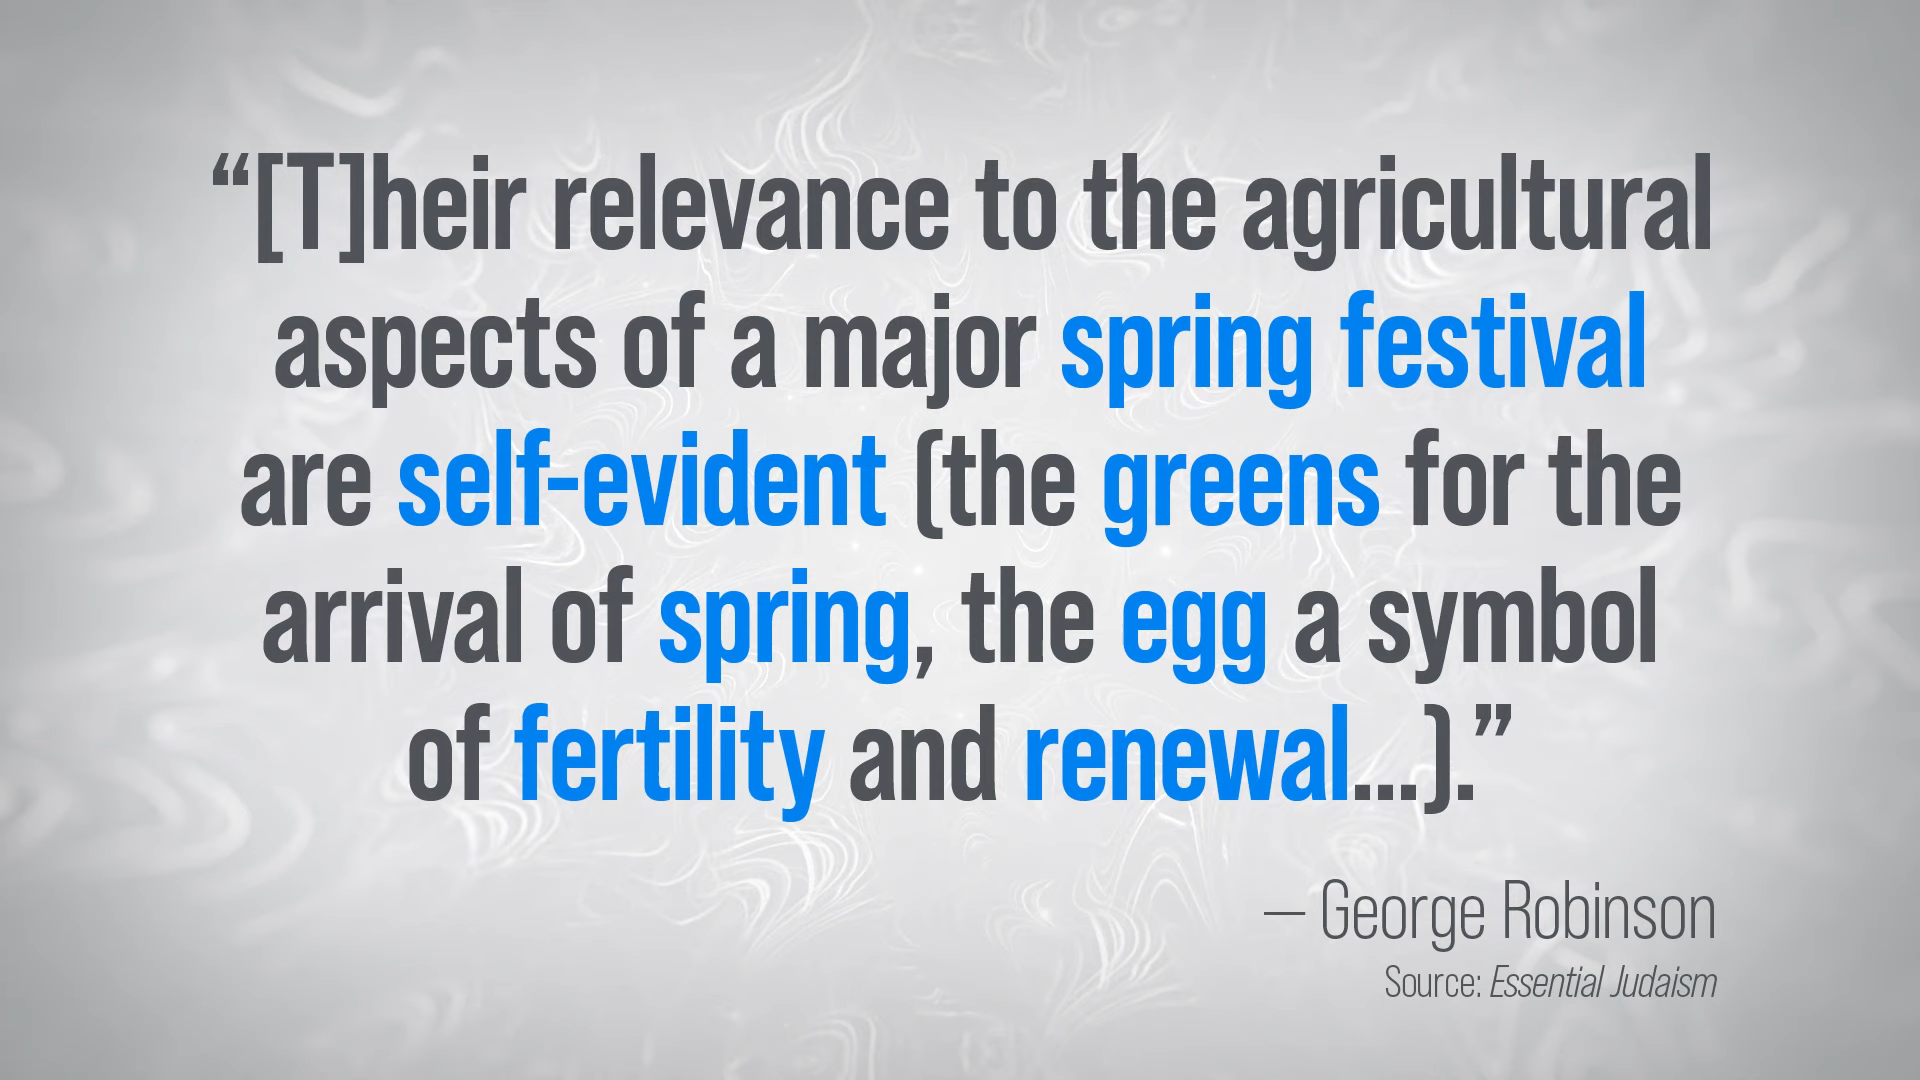 “[T]heir relevance to the agricultural
aspects of a major spring festival
are self-evident (the greens for the
arrival of spring, the egg a symbol
of fertility and renewal...).”
— George Robinson
Source: Essential Judaism